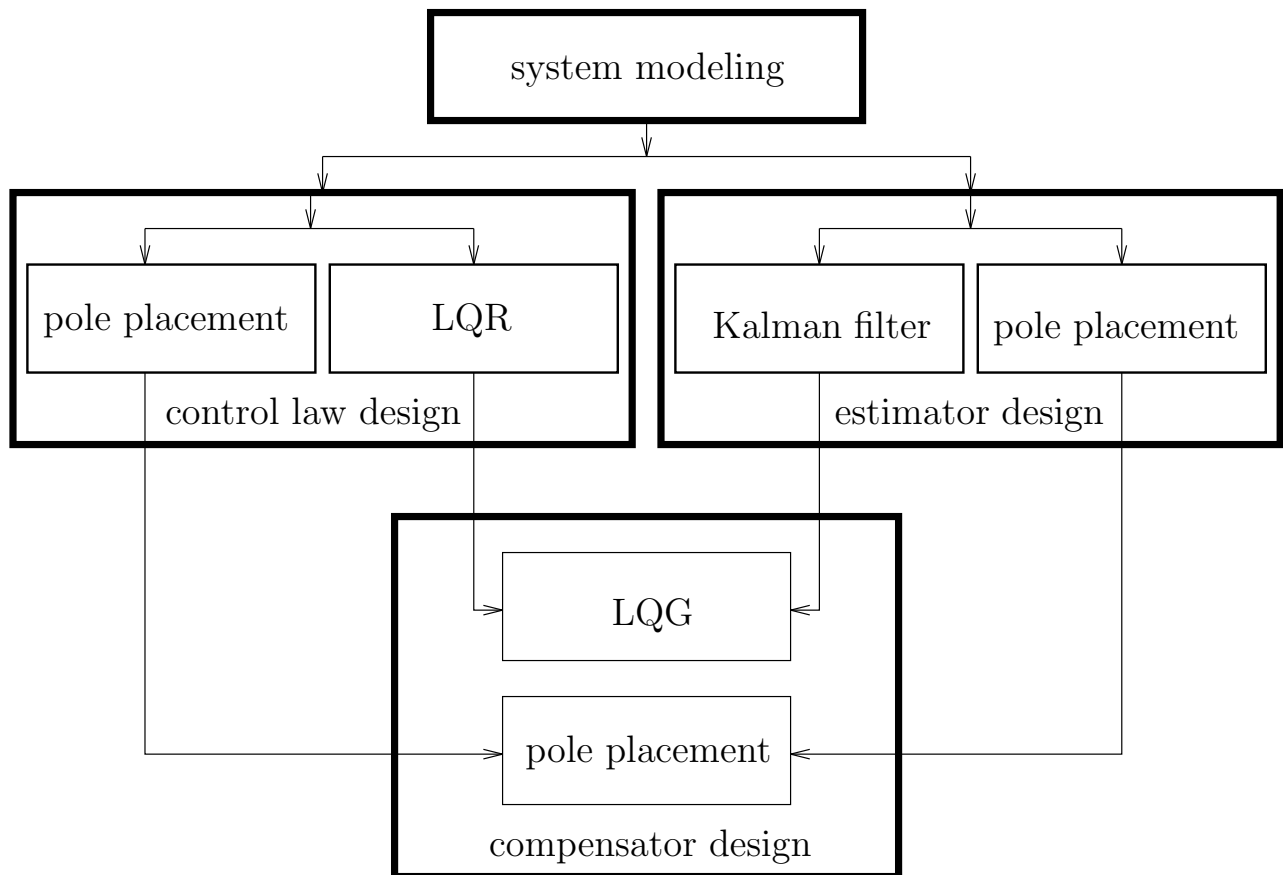 system modeling
pole placement
LQR
control law design
Kalman filter
pole placement
estimator design
LQG
pole placement
compensator design